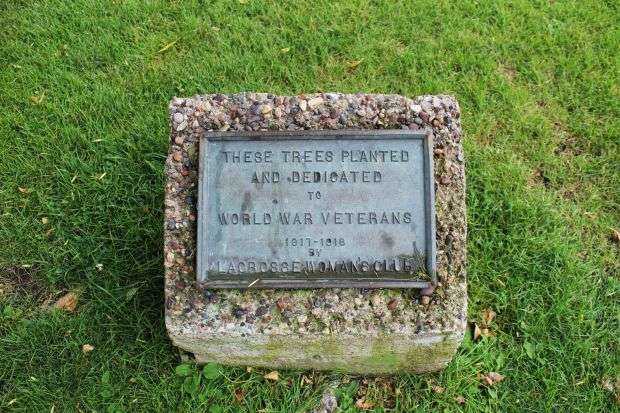 THESE TREES PLANTED
AND DEDICATED
TO
WORLD WAR VETERANS
1917-1918
BY
LACROSSE WOMANS CLUB